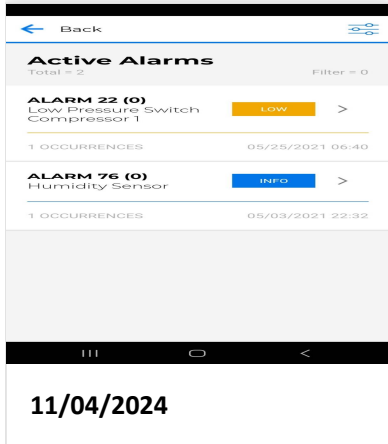 Back
Active Alarms
Total = 2 Filter = 0
ALARM 22 (0)
Low Pressure Switch
Compressor 1
LOW >
1 OCCURRENCES 05/25/2021 06:40
ALARM 76 (0)
Humidity Sensor
INFO >
1 OCCURRENCES 05/03/2021 22:32
11/04/2024